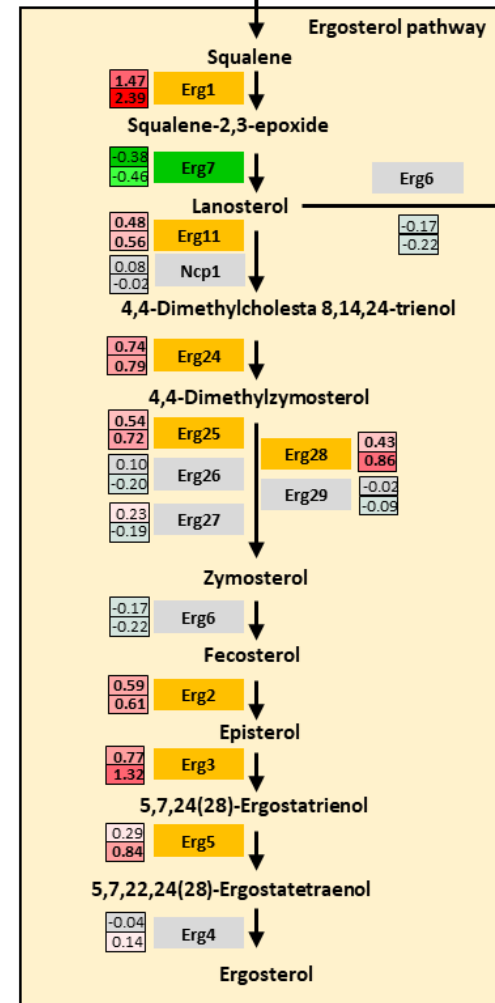 Ergosterol pathway
Squalene
1.47
2.39
Erg1
Squalene-2,3-epoxide
-0.38
-0.46
Erg7
Erg6
Lanosterol
-0.17
-0.22
0.48
0.56
Erg11
0.08
-0.02
Ncp1
4,4-Dimethylcholesta 8,14,24-trienol
0.74
0.79
Erg24
4,4-Dimethylzymosterol
0.54
0.72
Erg25
Erg28
0.43
0.86
0.10
-0.20
Erg26
Erg29
-0.02
-0.09
0.23
-0.19
Erg27
Zymosterol
-0.17
-0.22
Erg6
Fecosterol
0.59
0.61
Erg2
Episterol
0.77
1.32
Erg3
5,7,24(28)-Ergostatrienol
0.29
0.84
Erg5
5,7,22,24(28)-Ergostatetraenol
-0.04
0.14
Erg4
Ergosterol